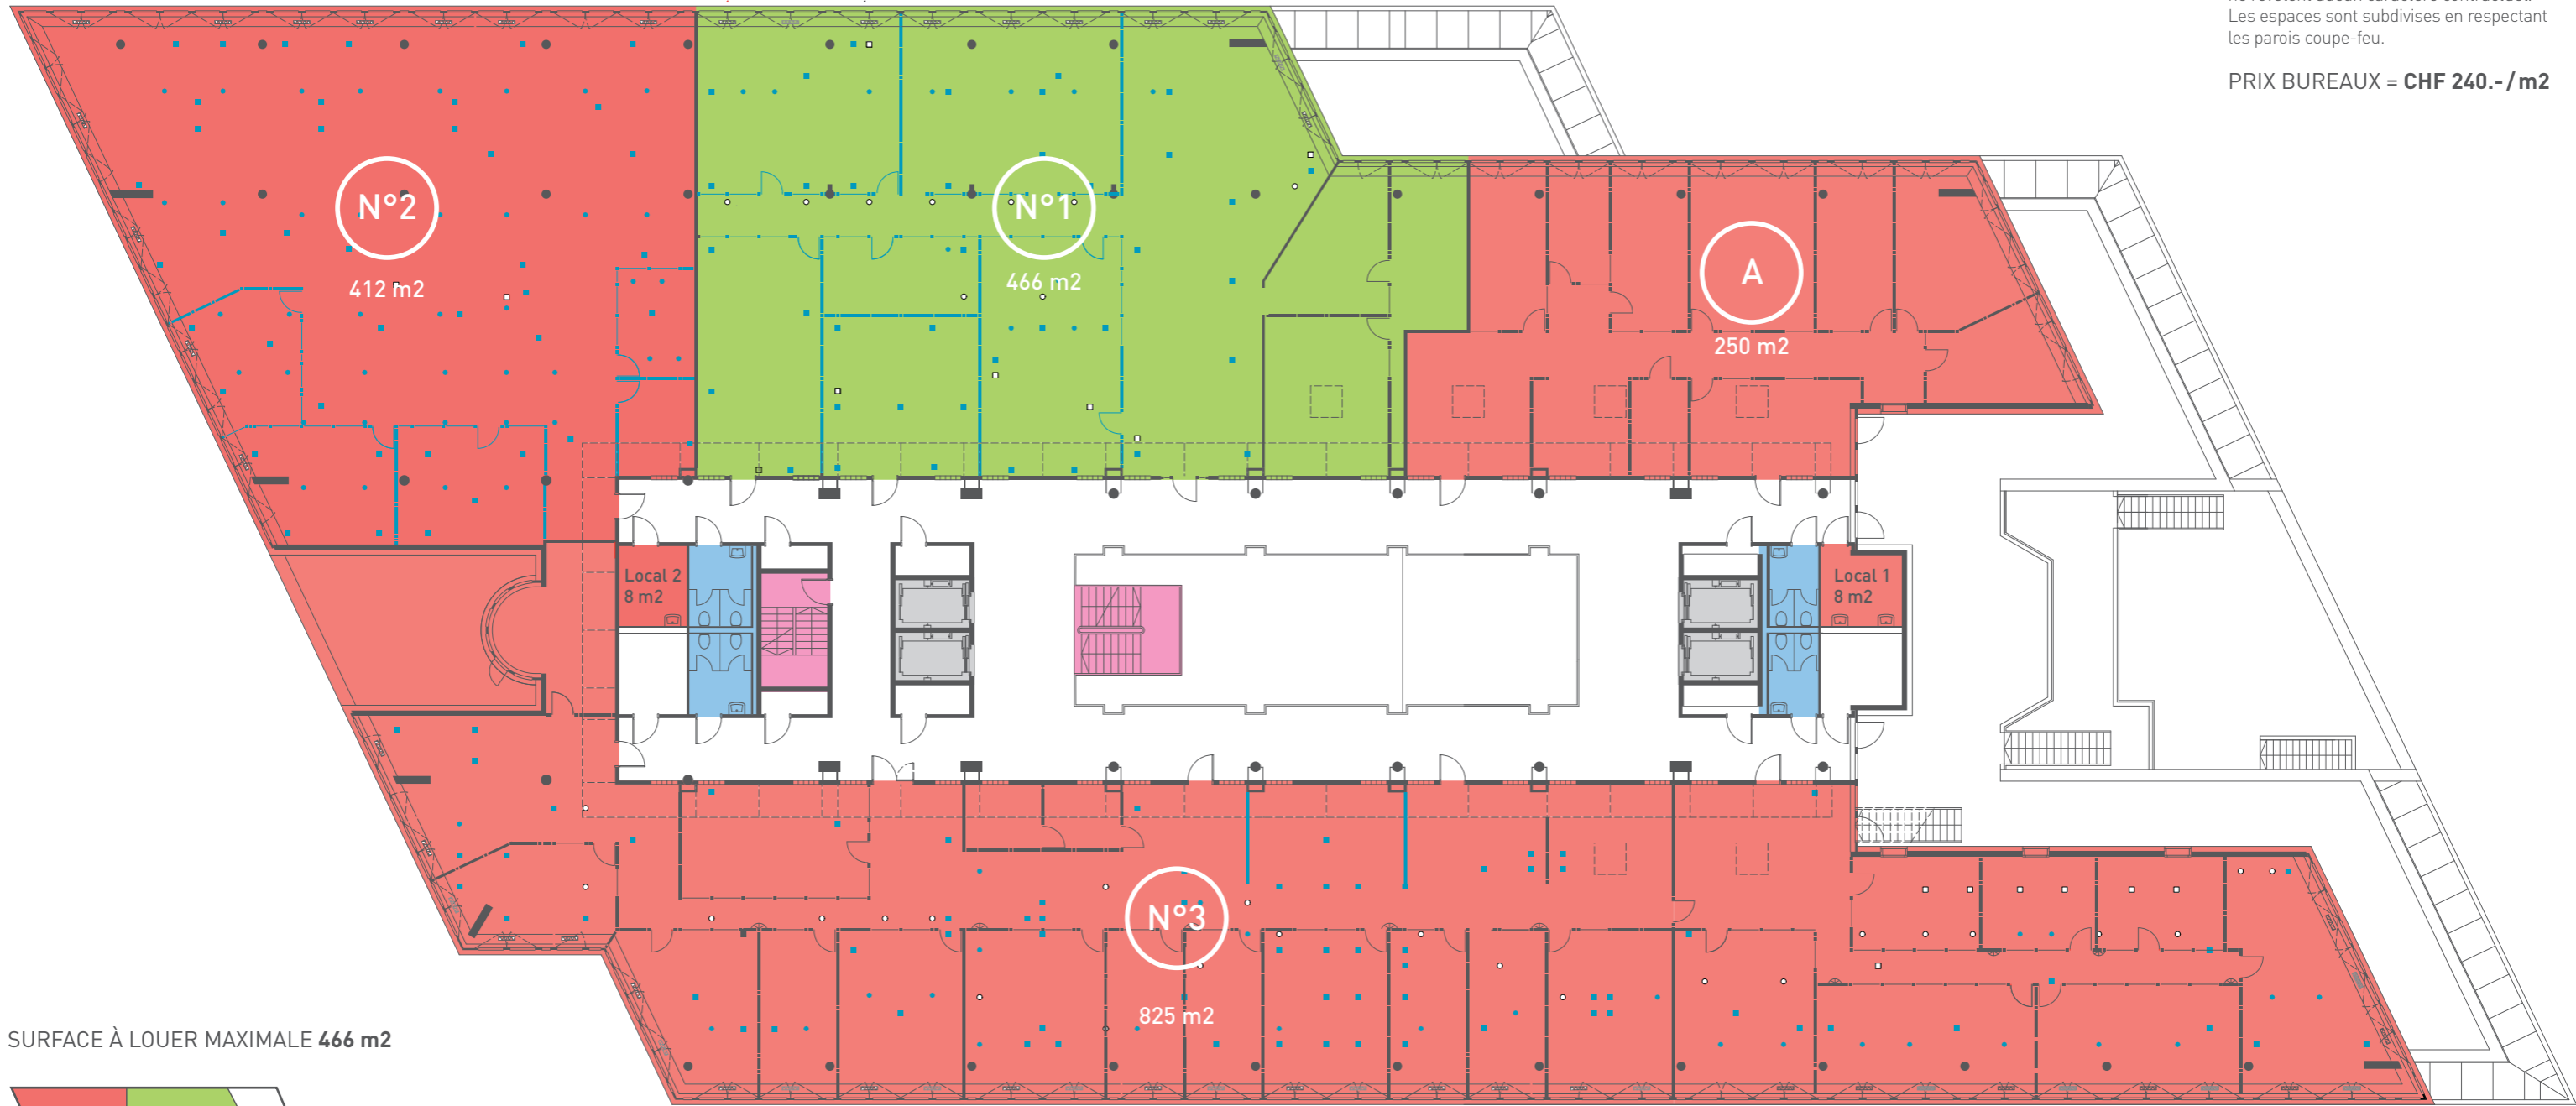 Les espaces sont subdivises en respectant
les parois coupe-feu.
PRIX BUREAUX = CHF 240.-/m2
N°2
412 m2
N°1
466 m2
A
250 m2
Local 2
8 m2
Local 1
8 m2
N°3
825 m2
SURFACE À LOUER MAXIMALE 466 m2